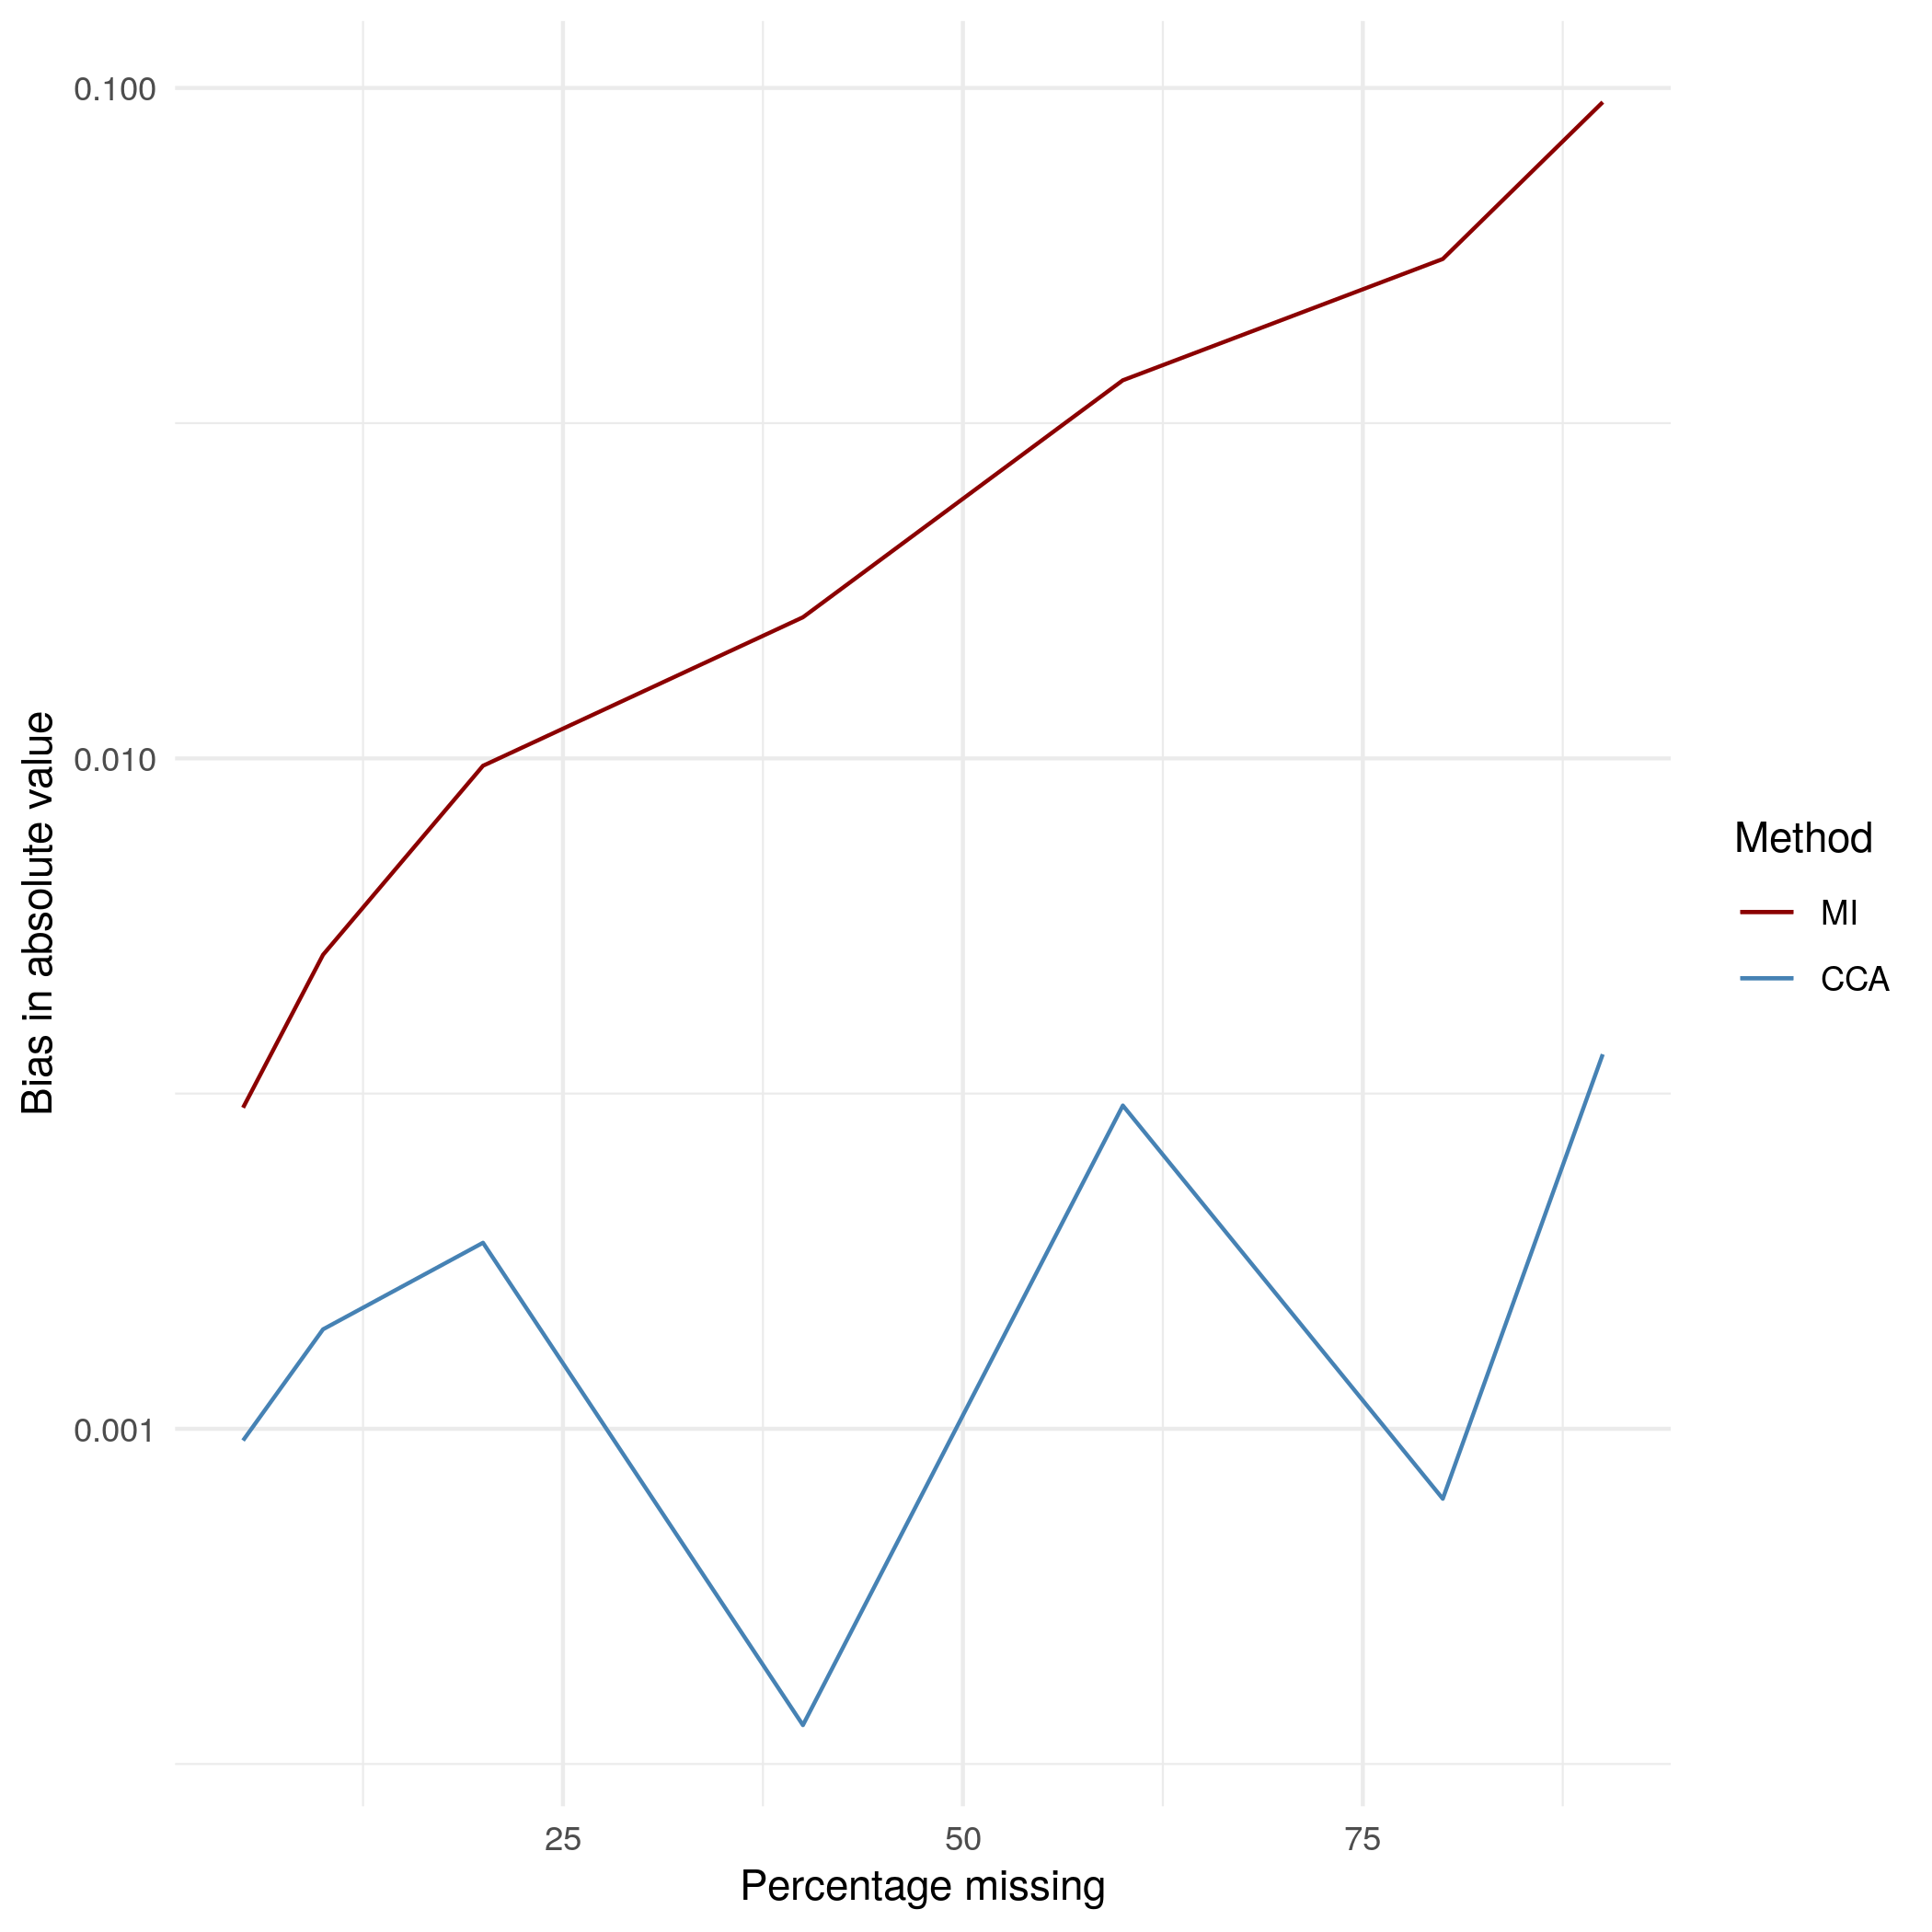 Bias in absolute value
0.100
0.010
0.001
25 50 75
Percentage missing
Method
MI
CCA